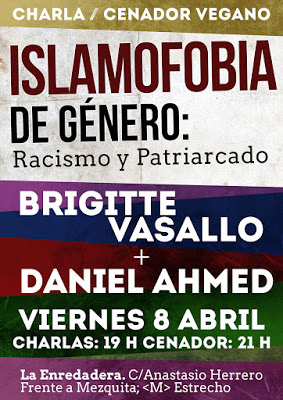 CHARLA / CENADOR VEGANO
ISLAMOFOBIA
DE GÉNERO:
Racismo y Patriarcado
BRIGITTE
VASALLO
+
DANIEL AHMED
VIERNES 8 ABRIL
CHARLAS: 19 H CENADOR: 21 H
La Enredadera. C/Anastasio Herrero
Frente a Mezquita; <M> Estrecho